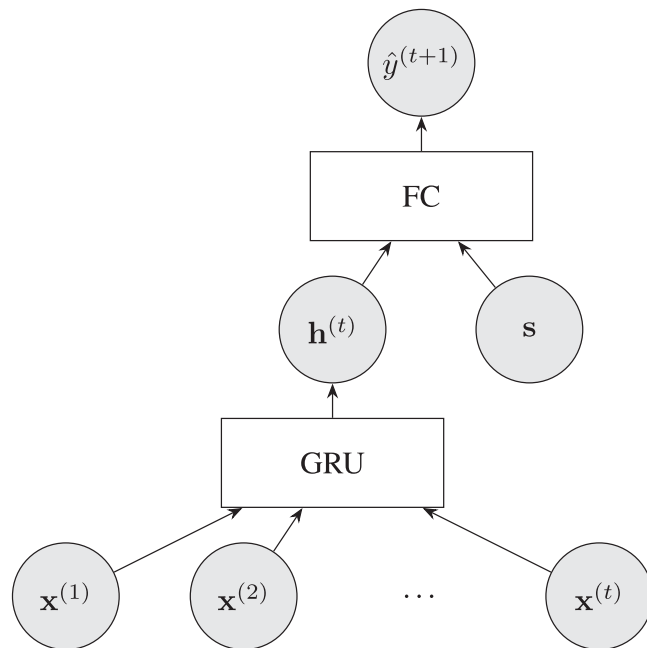 ŷ^{(t+1)}
FC
h^{(t)} s
GRU
x^{(1)} x^{(2)} ... x^{(t)}